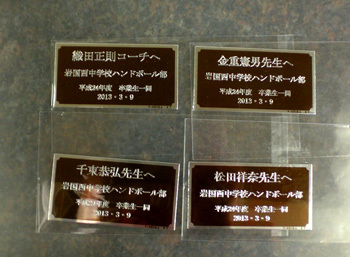 織田正則コーチへ
岩国西中学校ハンドボール部
平成24年度 卒業生一同
2013・3・9
金重憲男先生へ
岩国西中学校ハンドボール部
平成24年度 卒業生一同
2013・3・9
千東恭弘先生へ
岩国西中学校ハンドボール部
平成24年度 卒業生一同
2013・3・9
松田祥奈先生へ
岩国西中学校ハンドボール部
平成24年度 卒業生一同
2013・3・9